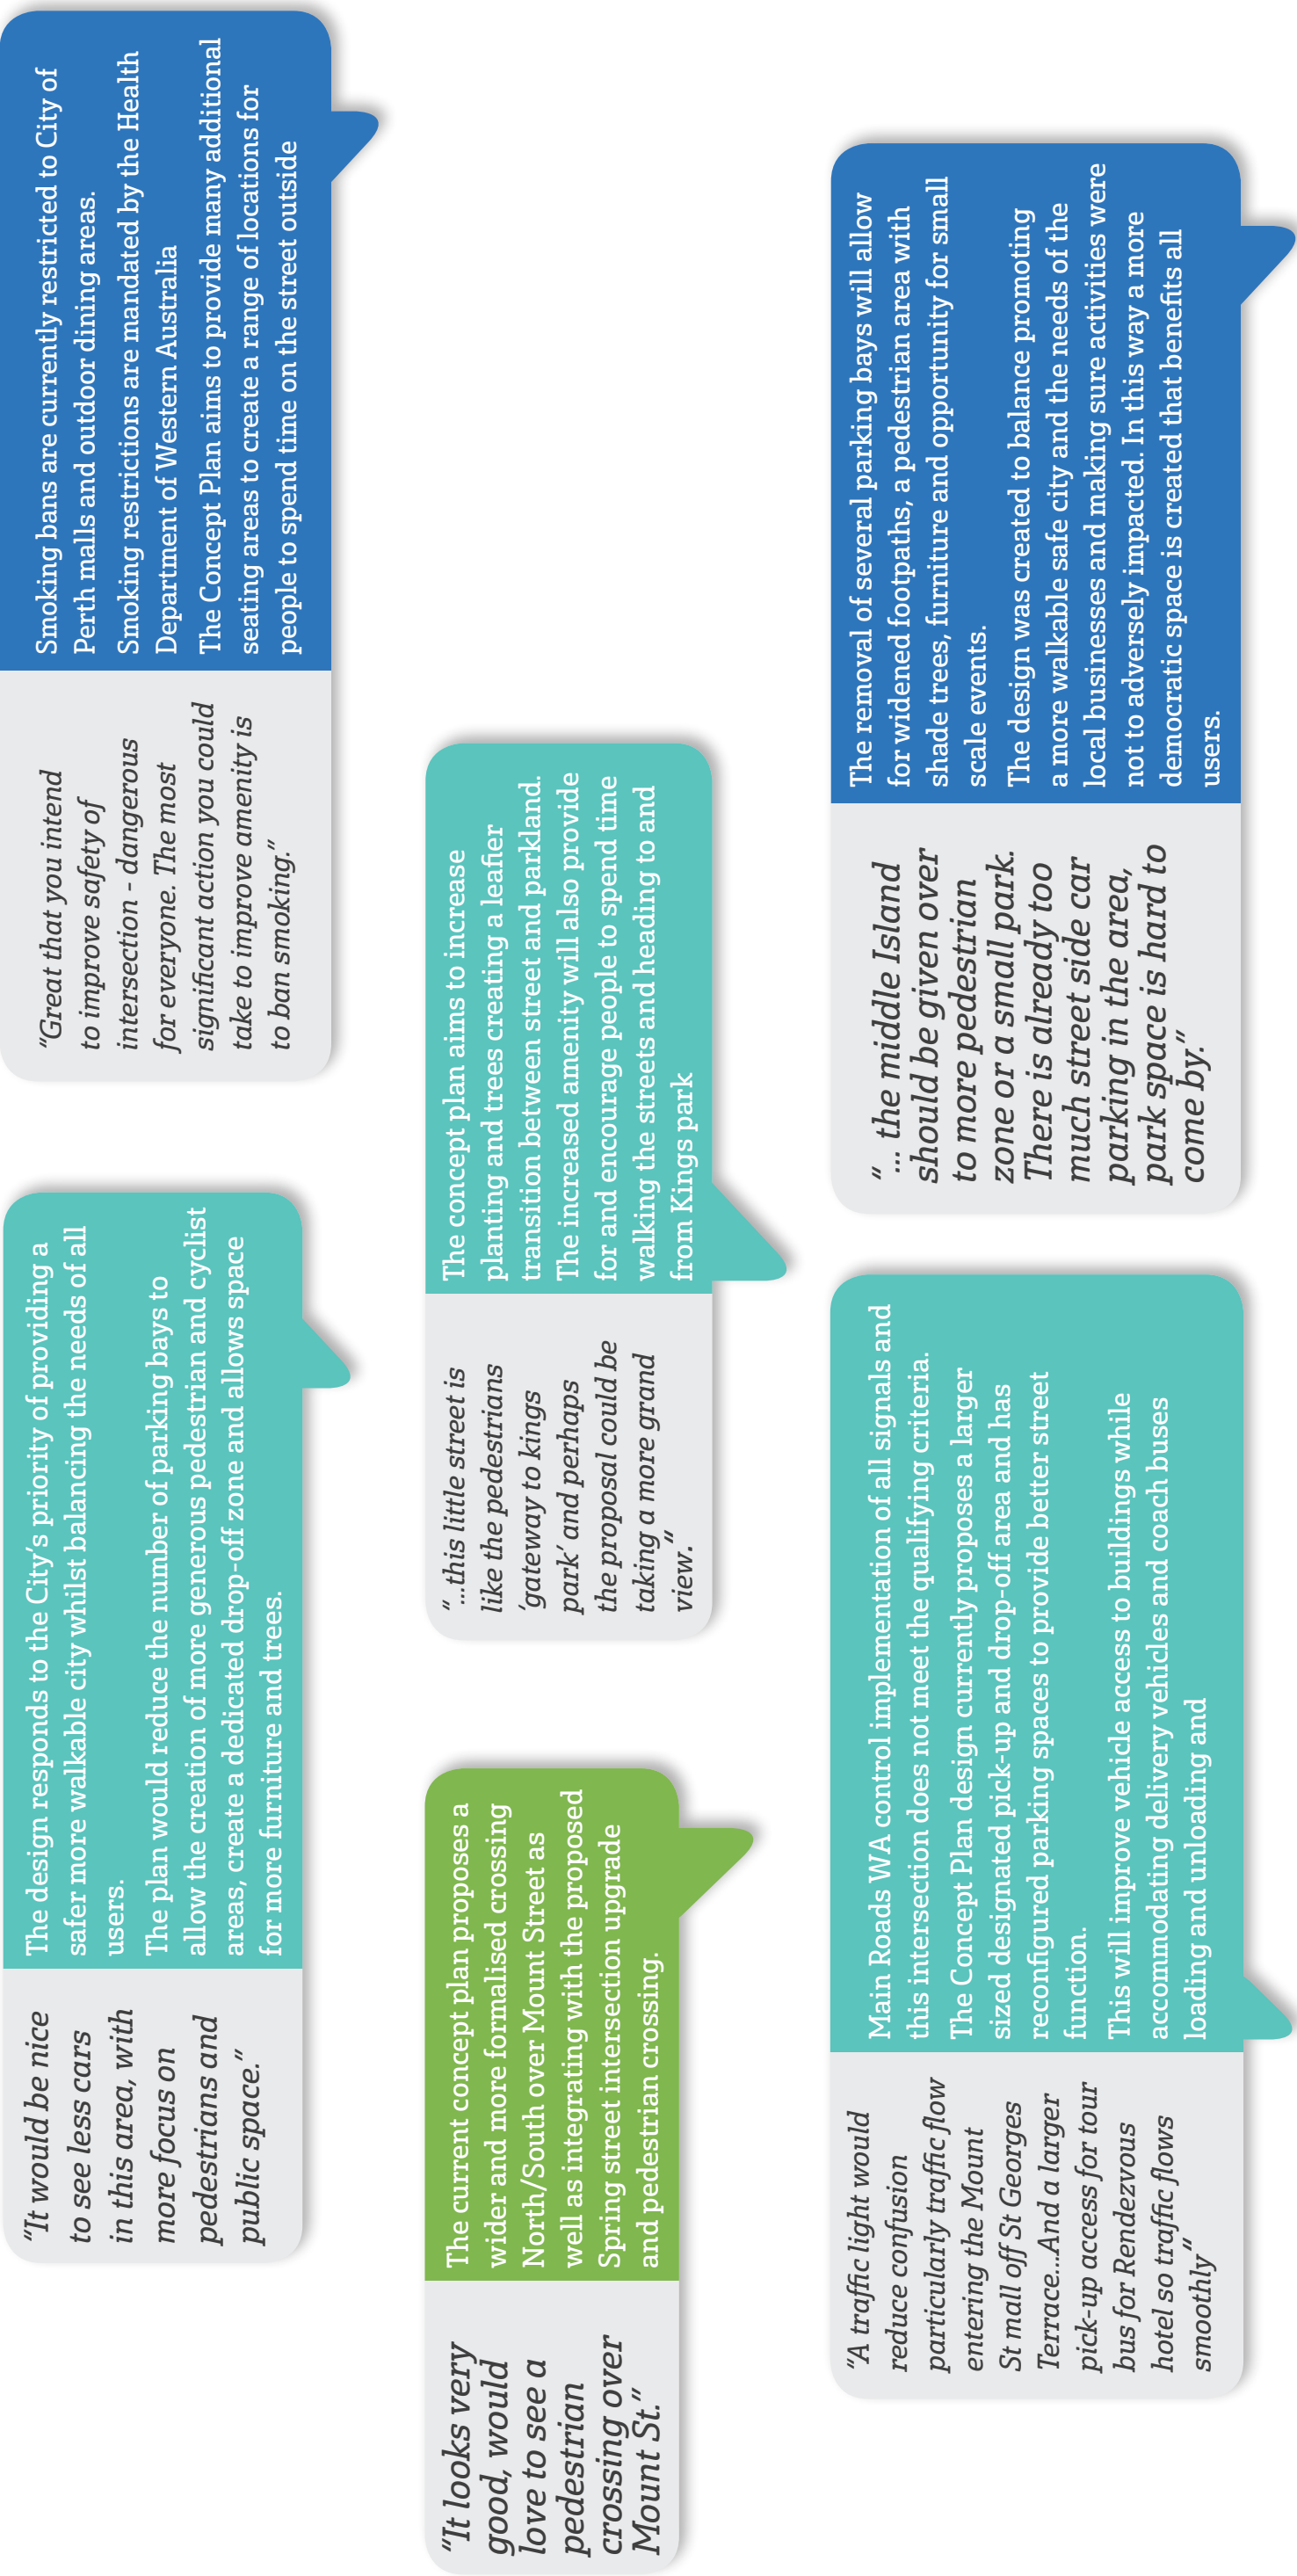 “It would be nice
to see less cars
in this area, with
more focus on
pedestrians and
public space.”
The design responds to the City’s priority of providing a
safer more walkable city whilst balancing the needs of all
users.
The plan would reduce the number of parking bays to
allow the creation of more generous pedestrian and cyclist
areas, create a dedicated drop-off zone and allows space
for more furniture and trees.
“Great that you intend
to improve safety of
intersection - dangerous
for everyone. The most
significant action you could
take to improve amenity is
to ban smoking.”
Smoking bans are currently restricted to City of
Perth malls and outdoor dining areas.
Smoking restrictions are mandated by the Health
Department of Western Australia
The Concept Plan aims to provide many additional
seating areas to create a range of locations for
people to spend time on the street outside
“It looks very
good, would
love to see a
pedestrian
crossing over
Mount St.”
The current concept plan proposes a
wider and more formalised crossing
North/South over Mount Street as
well as integrating with the proposed
Spring street intersection upgrade
and pedestrian crossing.
“...this little street is
like the pedestrians
‘gateway to kings
park’ and perhaps
the proposal could be
taking a more grand
view.”
The concept plan aims to increase
planting and trees creating a leafier
transition between street and parkland.
The increased amenity will also provide
for and encourage people to spend time
walking the streets and heading to and
from Kings park
“A traffic light would
reduce confusion
particularly traffic flow
entering the Mount
St mall off St Georges
Terrace...And a larger
pick-up access for tour
bus for Rendezvous
hotel so traffic flows
smoothly”
Main Roads WA control implementation of all signals and
this intersection does not meet the qualifying criteria.
The Concept Plan design currently proposes a larger
sized designated pick-up and drop-off area and has
reconfigured parking spaces to provide better street
function.
This will improve vehicle access to buildings while
accommodating delivery vehicles and coach buses
loading and unloading and
“... the middle Island
should be given over
to more pedestrian
zone or a small park.
There is already too
much street side car
parking in the area,
park space is hard to
come by.”
The removal of several parking bays will allow
for widened footpaths, a pedestrian area with
shade trees, furniture and opportunity for small
scale events.
The design was created to balance promoting
a more walkable safe city and the needs of the
local businesses and making sure activities were
not to adversely impacted. In this way a more
democratic space is created that benefits all
users.